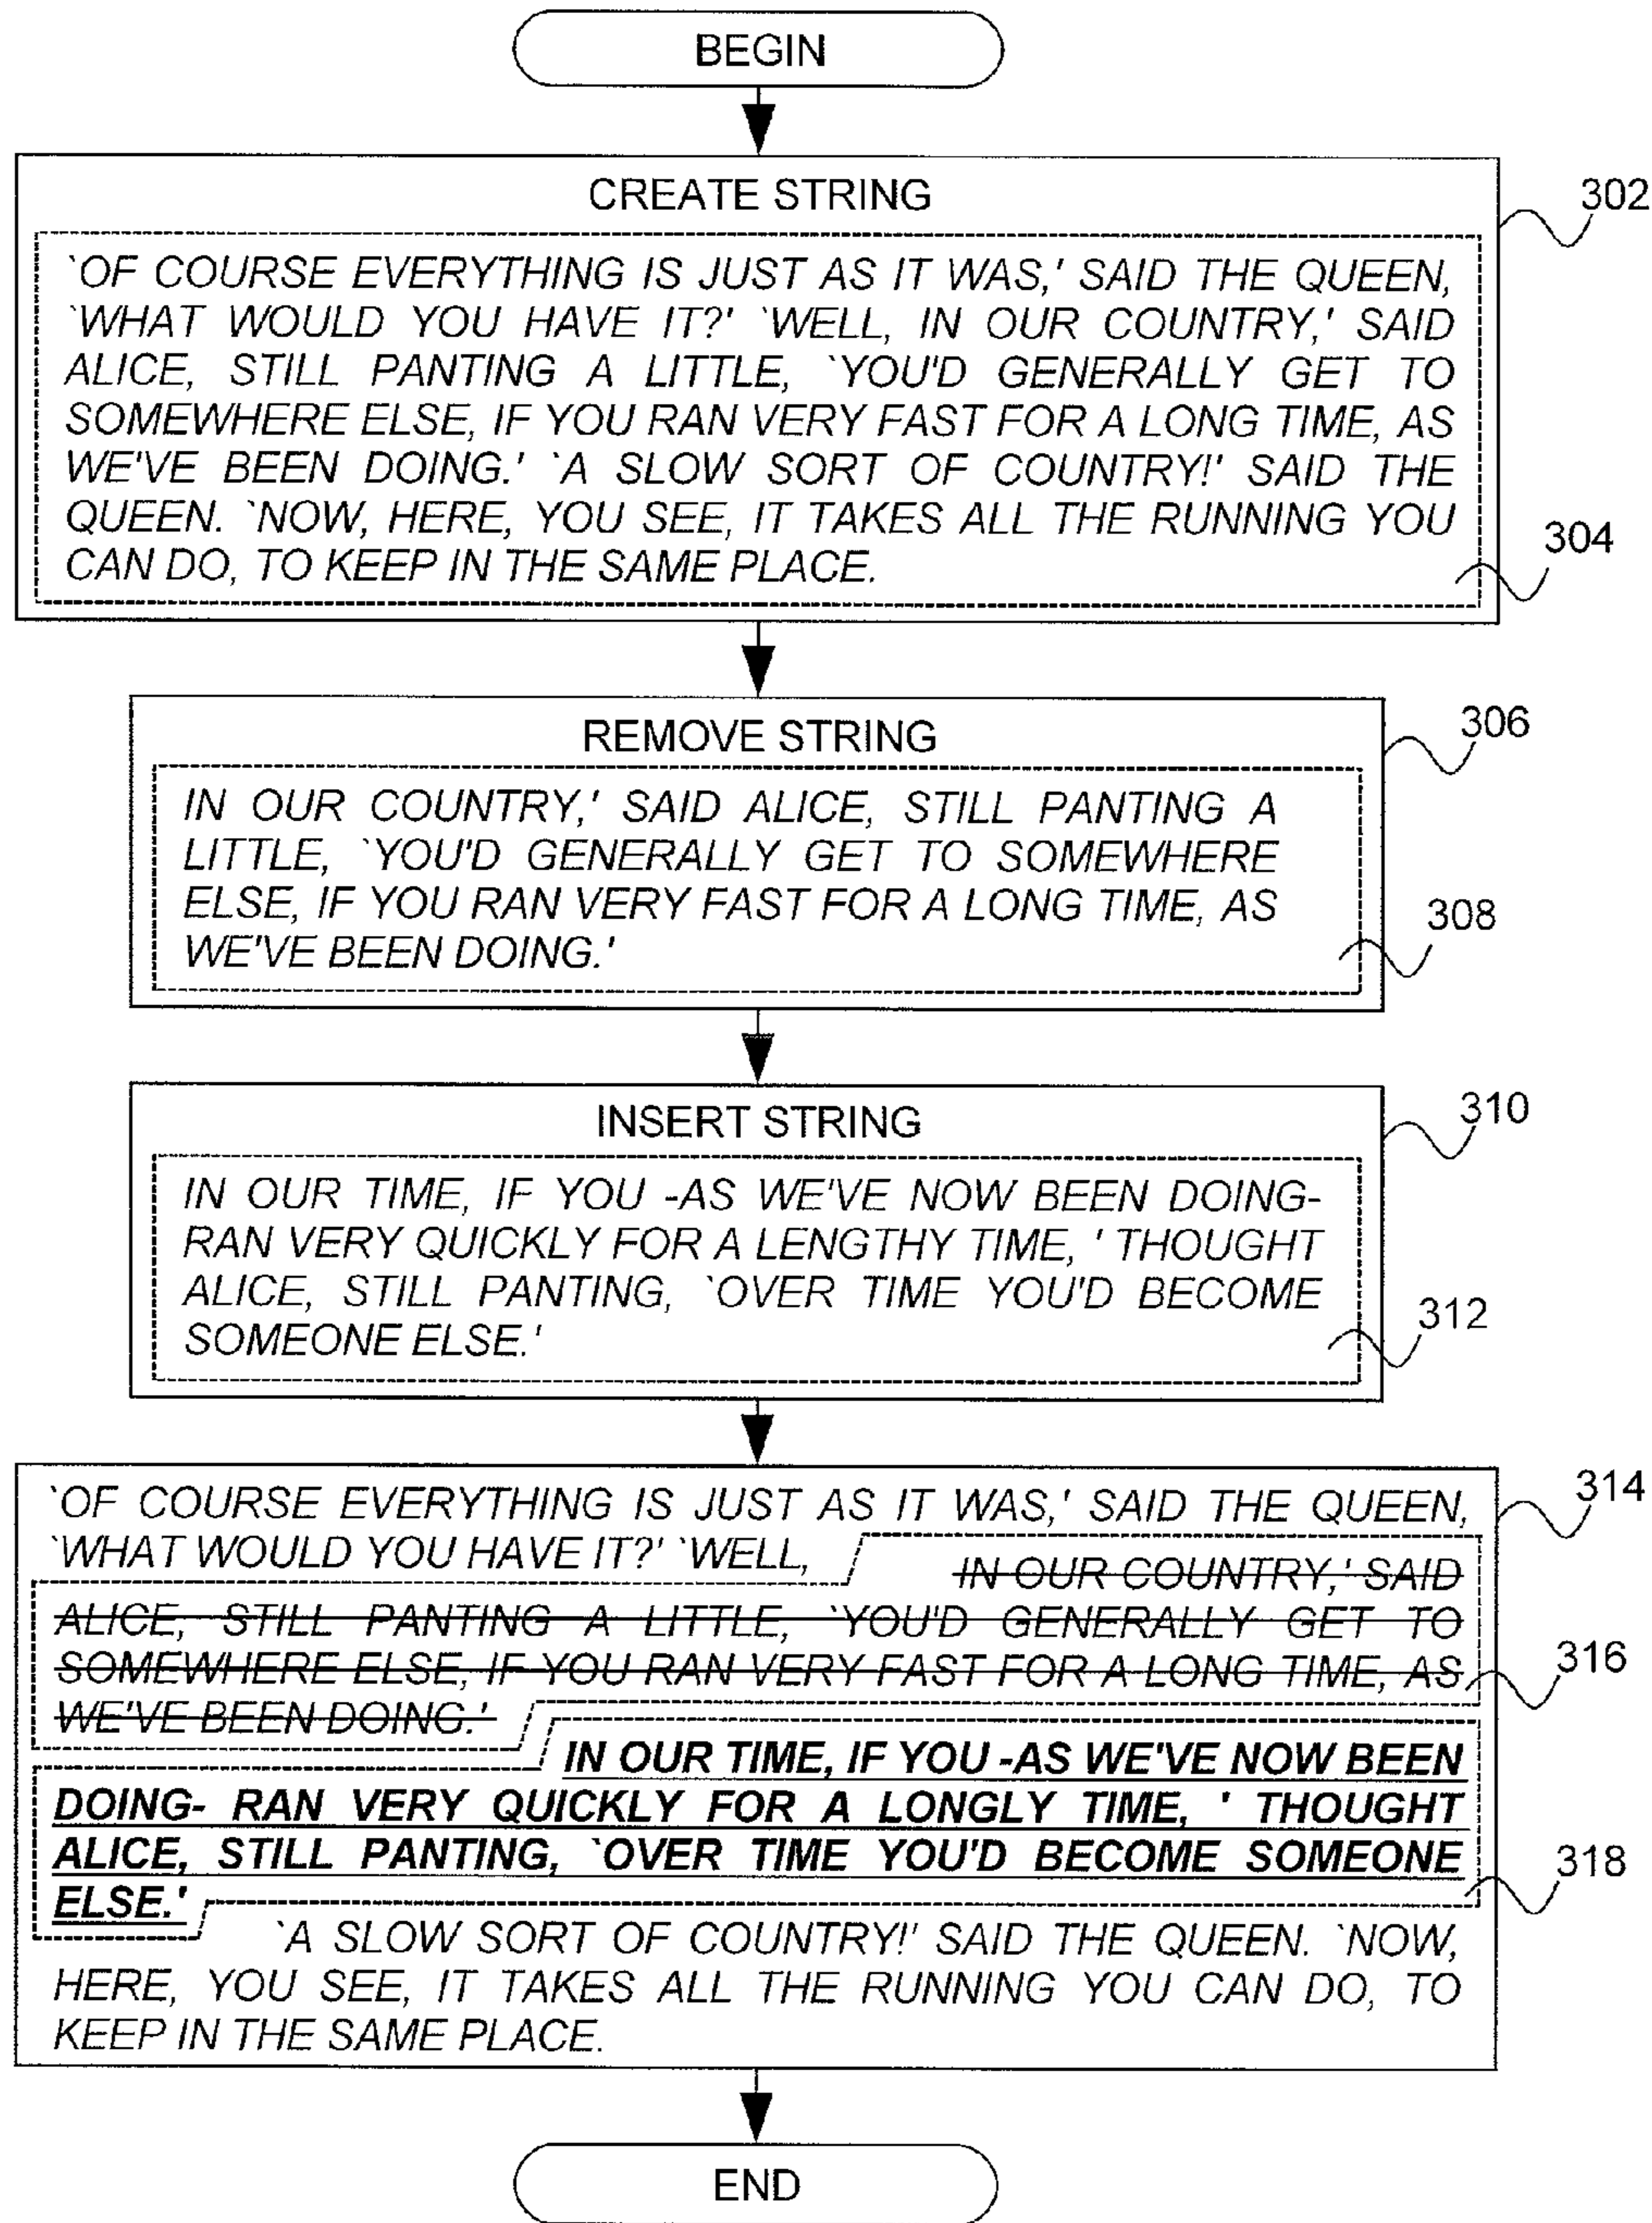 BEGIN
CREATE STRING
302
`OF COURSE EVERYTHING IS JUST AS IT WAS,' SAID THE QUEEN,
`WHAT WOULD YOU HAVE IT?' `WELL, IN OUR COUNTRY,' SAID
ALICE, STILL PANTING A LITTLE, `YOU'D GENERALLY GET TO
SOMEWHERE ELSE, IF YOU RAN VERY FAST FOR A LONG TIME, AS
WE'VE BEEN DOING.' `A SLOW SORT OF COUNTRY!' SAID THE
QUEEN. `NOW, HERE, YOU SEE, IT TAKES ALL THE RUNNING YOU
CAN DO, TO KEEP IN THE SAME PLACE.
304
REMOVE STRING
306
IN OUR COUNTRY,' SAID ALICE, STILL PANTING A
LITTLE, `YOU'D GENERALLY GET TO SOMEWHERE
ELSE, IF YOU RAN VERY FAST FOR A LONG TIME, AS
WE'VE BEEN DOING.'
308
INSERT STRING
310
IN OUR TIME, IF YOU -AS WE'VE NOW BEEN DOING-
RAN VERY QUICKLY FOR A LENGTHY TIME, ' THOUGHT
ALICE, STILL PANTING, `OVER TIME YOU'D BECOME
SOMEONE ELSE.'
312
`OF COURSE EVERYTHING IS JUST AS IT WAS,' SAID THE QUEEN,
314
`WHAT WOULD YOU HAVE IT?' `WELL,
IN OUR COUNTRY,' SAID
ALICE, STILL PANTING A LITTLE, `YOU'D GENERALLY GET TO
SOMEWHERE ELSE, IF YOU RAN VERY FAST FOR A LONG TIME, AS
316
WE'VE BEEN DOING.'
IN OUR TIME, IF YOU -AS WE'VE NOW BEEN
DOING- RAN VERY QUICKLY FOR A LONGLY TIME, ' THOUGHT
ALICE, STILL PANTING, `OVER TIME YOU'D BECOME SOMEONE
318
ELSE.'
`A SLOW SORT OF COUNTRY!' SAID THE QUEEN. `NOW,
HERE, YOU SEE, IT TAKES ALL THE RUNNING YOU CAN DO, TO
KEEP IN THE SAME PLACE.
END